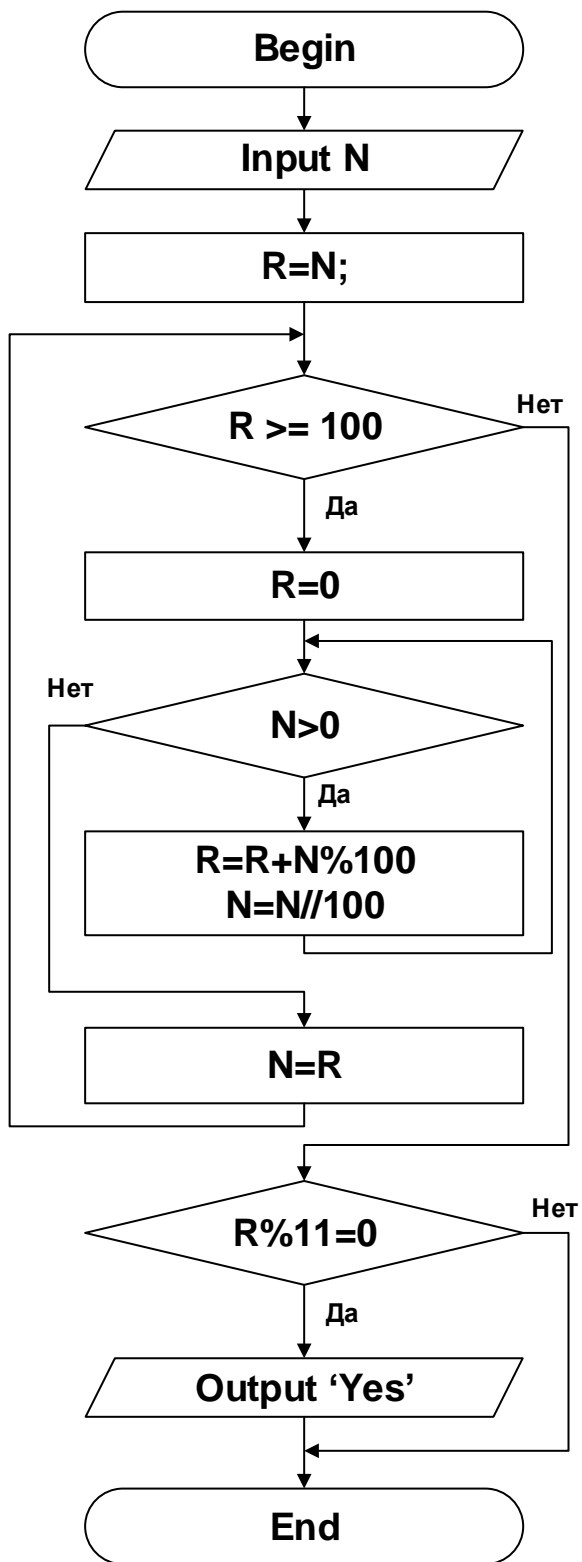 Begin
Input N
R=N;
R >= 100
Нет
Да
R=0
Нет
N>0
Да
R=R+N%100
N=N//100
N=R
R%11=0
Нет
Да
Output ‘Yes’
End